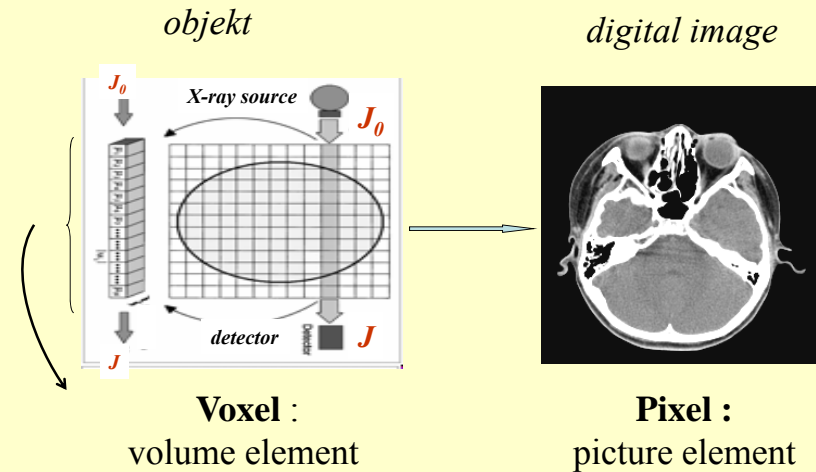 objekt
digital image
J0
X-ray source
J0
detector
Detector
J
J
Voxel :
volume element
Pixel :
picture element